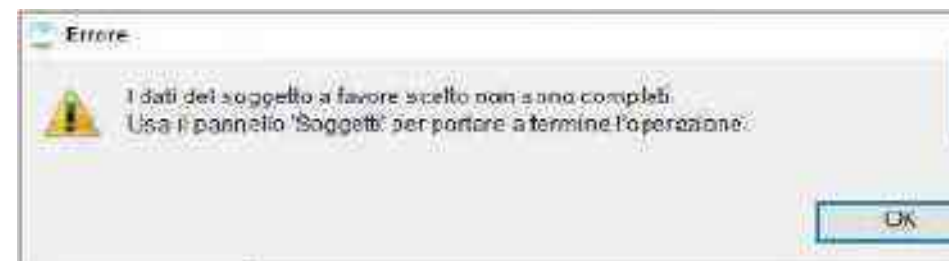 Errore
I dati del soggetto a favore scelto non sono completi.
Usa il pannello 'Soggetti' per portare a termine l'operazione.
OK